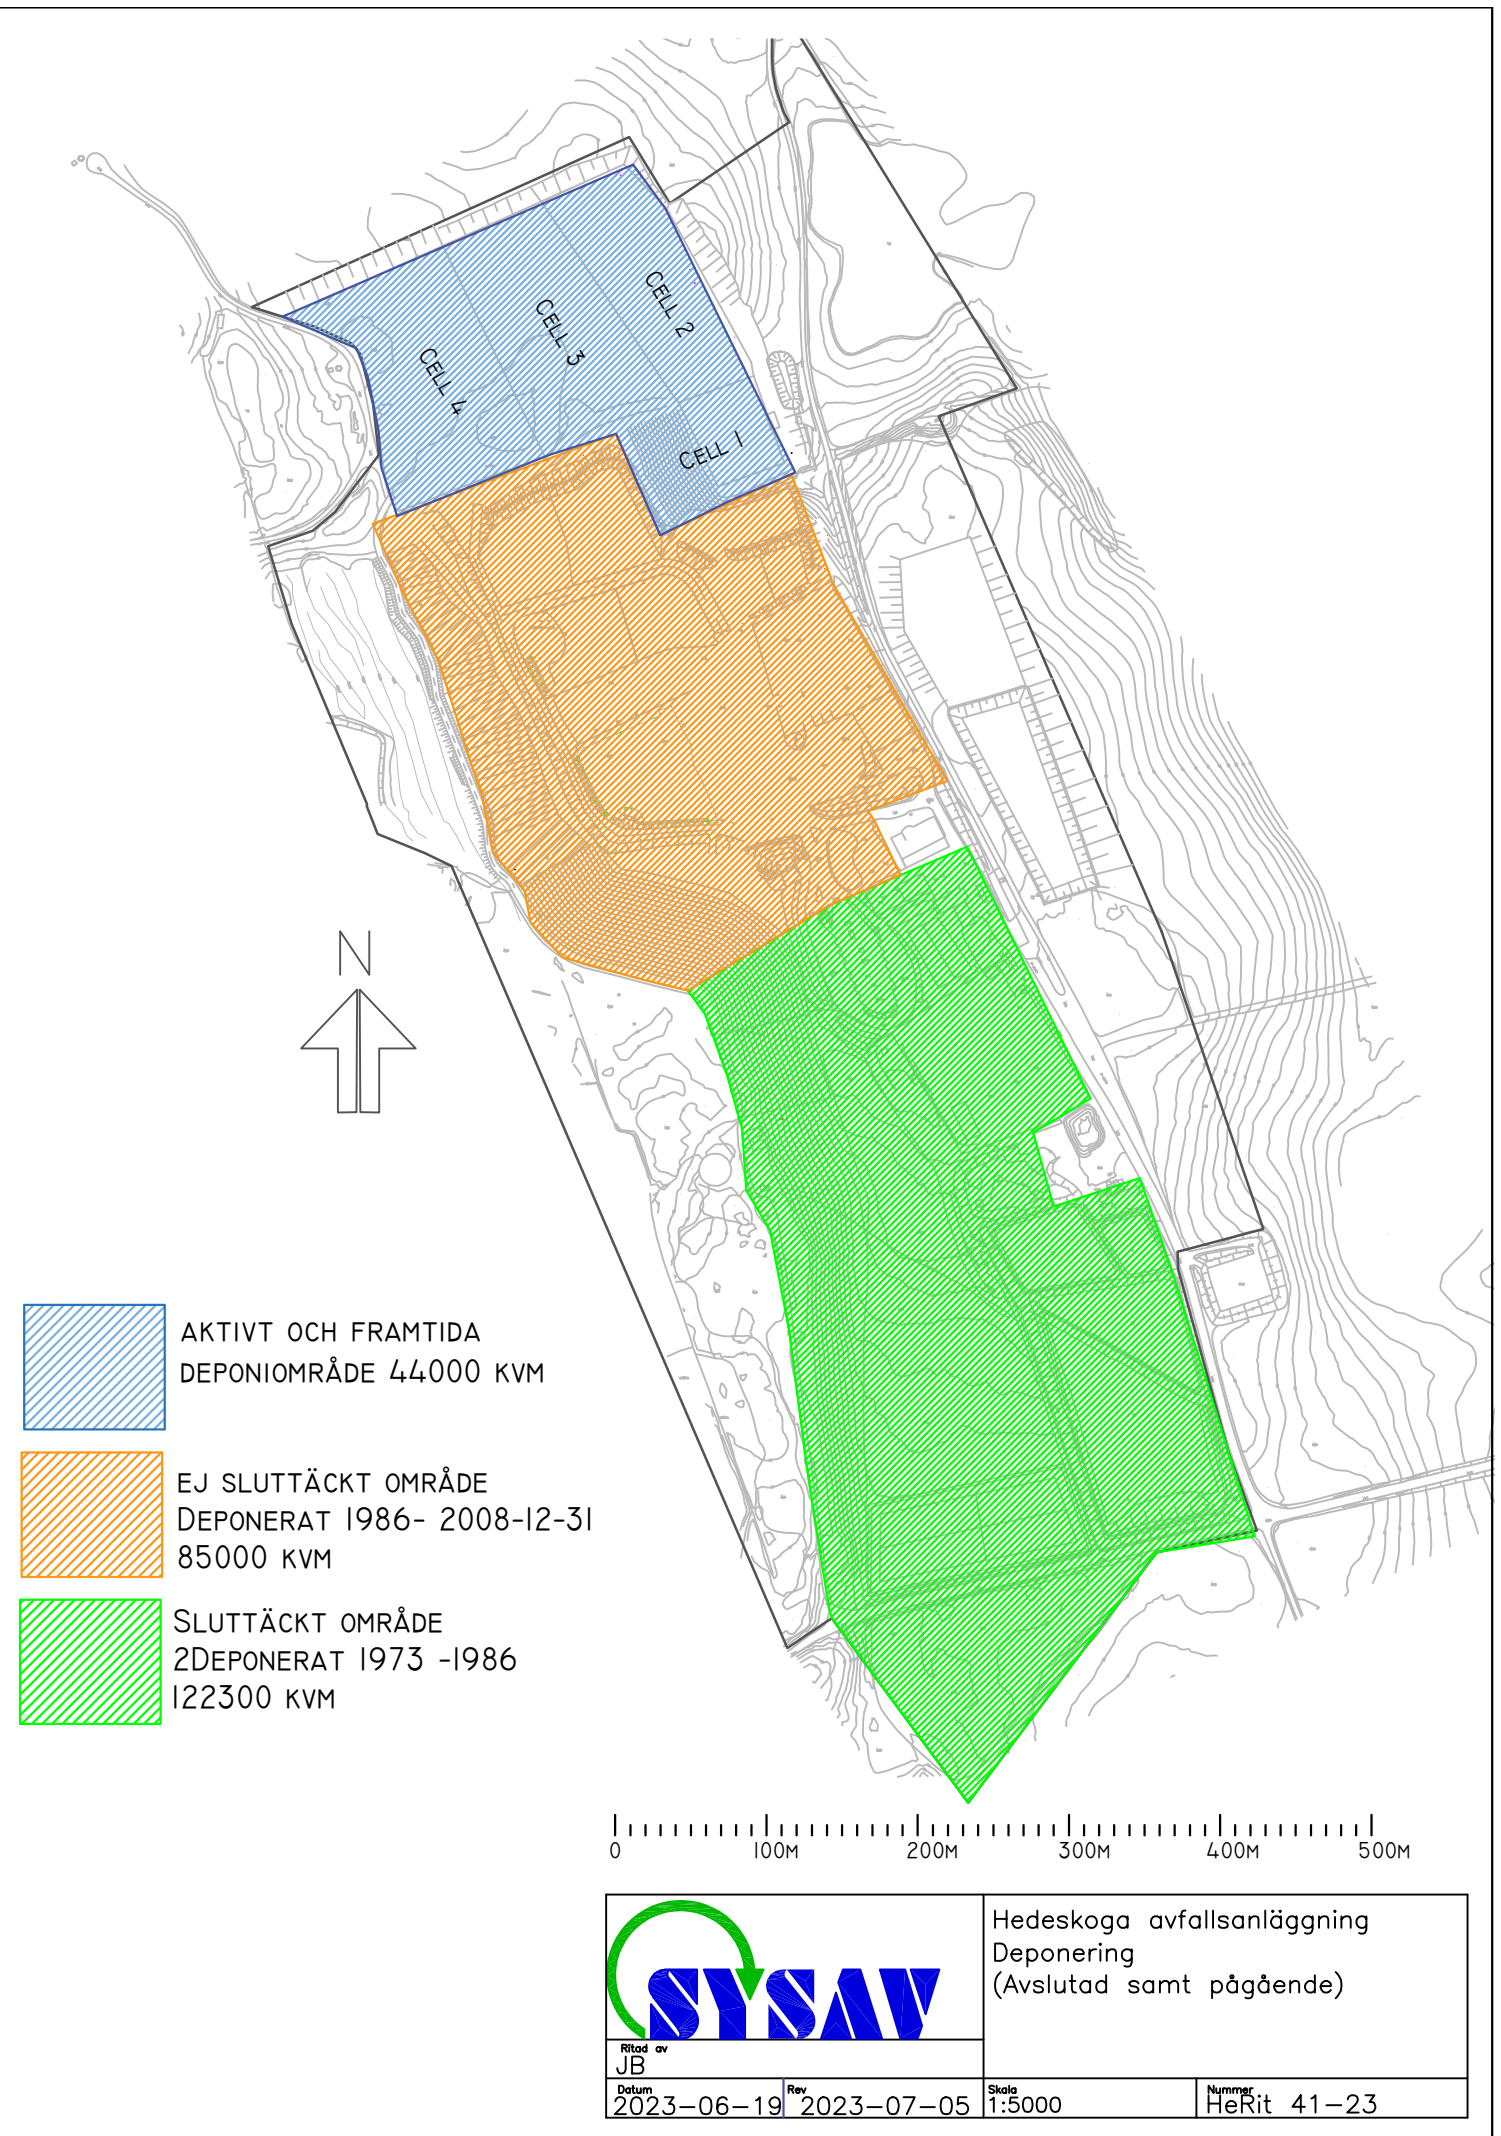 CELL 2
CELL 3
CELL 4
CELL 1
N
AKTIVT OCH FRAMTIDA
DEPONIOMRÅDE 44000 KVM
EJ SLUTTÄCKT OMRÅDE
DEPONERAT 1986- 2008-12-31
85000 KVM
SLUTTÄCKT OMRÅDE
2DEPONERAT 1973 -1986
122300 KVM
0 100M 200M 300M 400M 500M
SYSAV
Hedeskoga avfallsanläggning
Deponering
(Avslutad samt pågående)
Ritad av
JB
Datum
2023-06-19
Rev
2023-07-05
Skala
1:5000
Nummer
HeRit 41-23